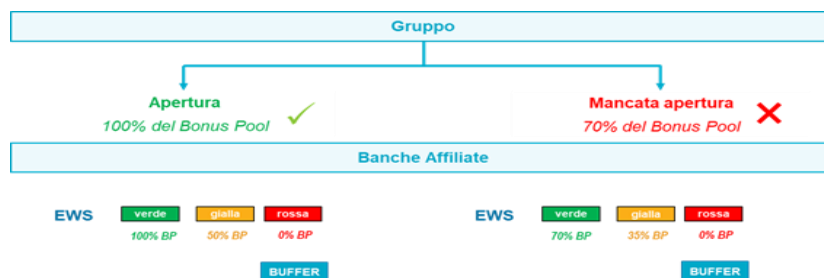 Gruppo
Apertura
100% del Bonus Pool
Mancata apertura
70% del Bonus Pool
Banche Affiliate
EWS verde gialla rossa
100% BP 50% BP 0% BP
BUFFER
EWS verde gialla rossa
70% BP 35% BP 0% BP
BUFFER